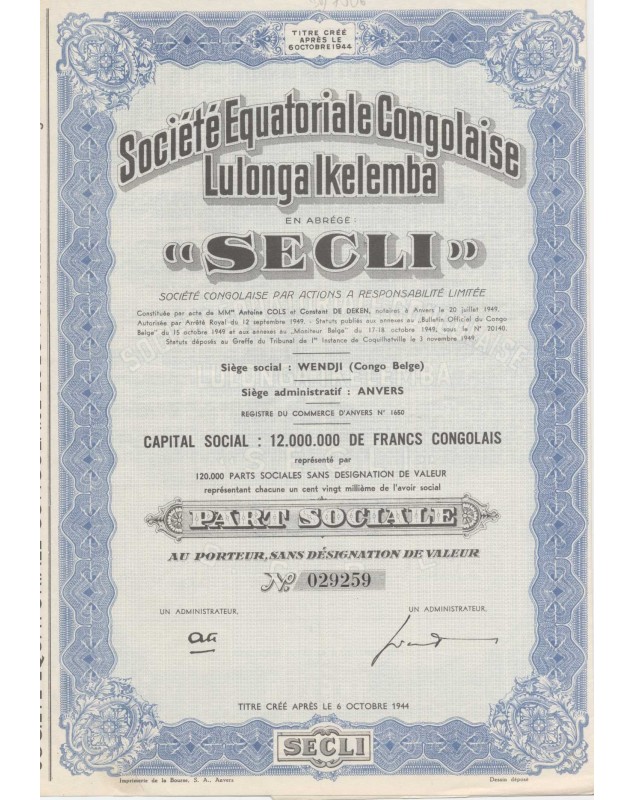 TITRE CRÉÉ
APRÈS LE
6 OCTOBRE 1944
Société Equatoriale Congolaise
Lulonga Ikelemba
EN ABRÉGÉ :
“SECLI”
SOCIÉTÉ CONGOLAISE PAR ACTIONS A RESPONSABILITÉ LIMITÉE
Constituée par acte de MMes Antoine COLS et Constant DE DEKEN, notaires à Anvers le 20 juillet 1949.
Autorisée par Arrêté Royal du 12 septembre 1949. - Statuts publiés aux annexes au „Bulletin Officiel du Congo
Belge" du 15 octobre 1949 et aux annexes au „Moniteur Belge" du 17-18 octobre 1949, sous le N° 20140.
Statuts déposés au Greffe du Tribunal de Ire Instance de Coquilhatville le 3 novembre 1949.
Siège social : WENDJI (Congo Belge)
Siège administratif : ANVERS
REGISTRE DU COMMERCE D'ANVERS N° 1650
CAPITAL SOCIAL : 12.000.000 DE FRANCS CONGOLAIS
représenté par
120.000 PARTS SOCIALES SANS DESIGNATION DE VALEUR
représentant chacune un cent vingt millième de l'avoir social
PART SOCIALE
AU PORTEUR, SANS DÉSIGNATION DE VALEUR
No 029259
UN ADMINISTRATEUR, UN ADMINISTRATEUR,
TITRE CRÉÉ APRÈS LE 6 OCTOBRE 1944
SECLI
Imprimerie de la Bourse, S. A., Anvers Dessin déposé